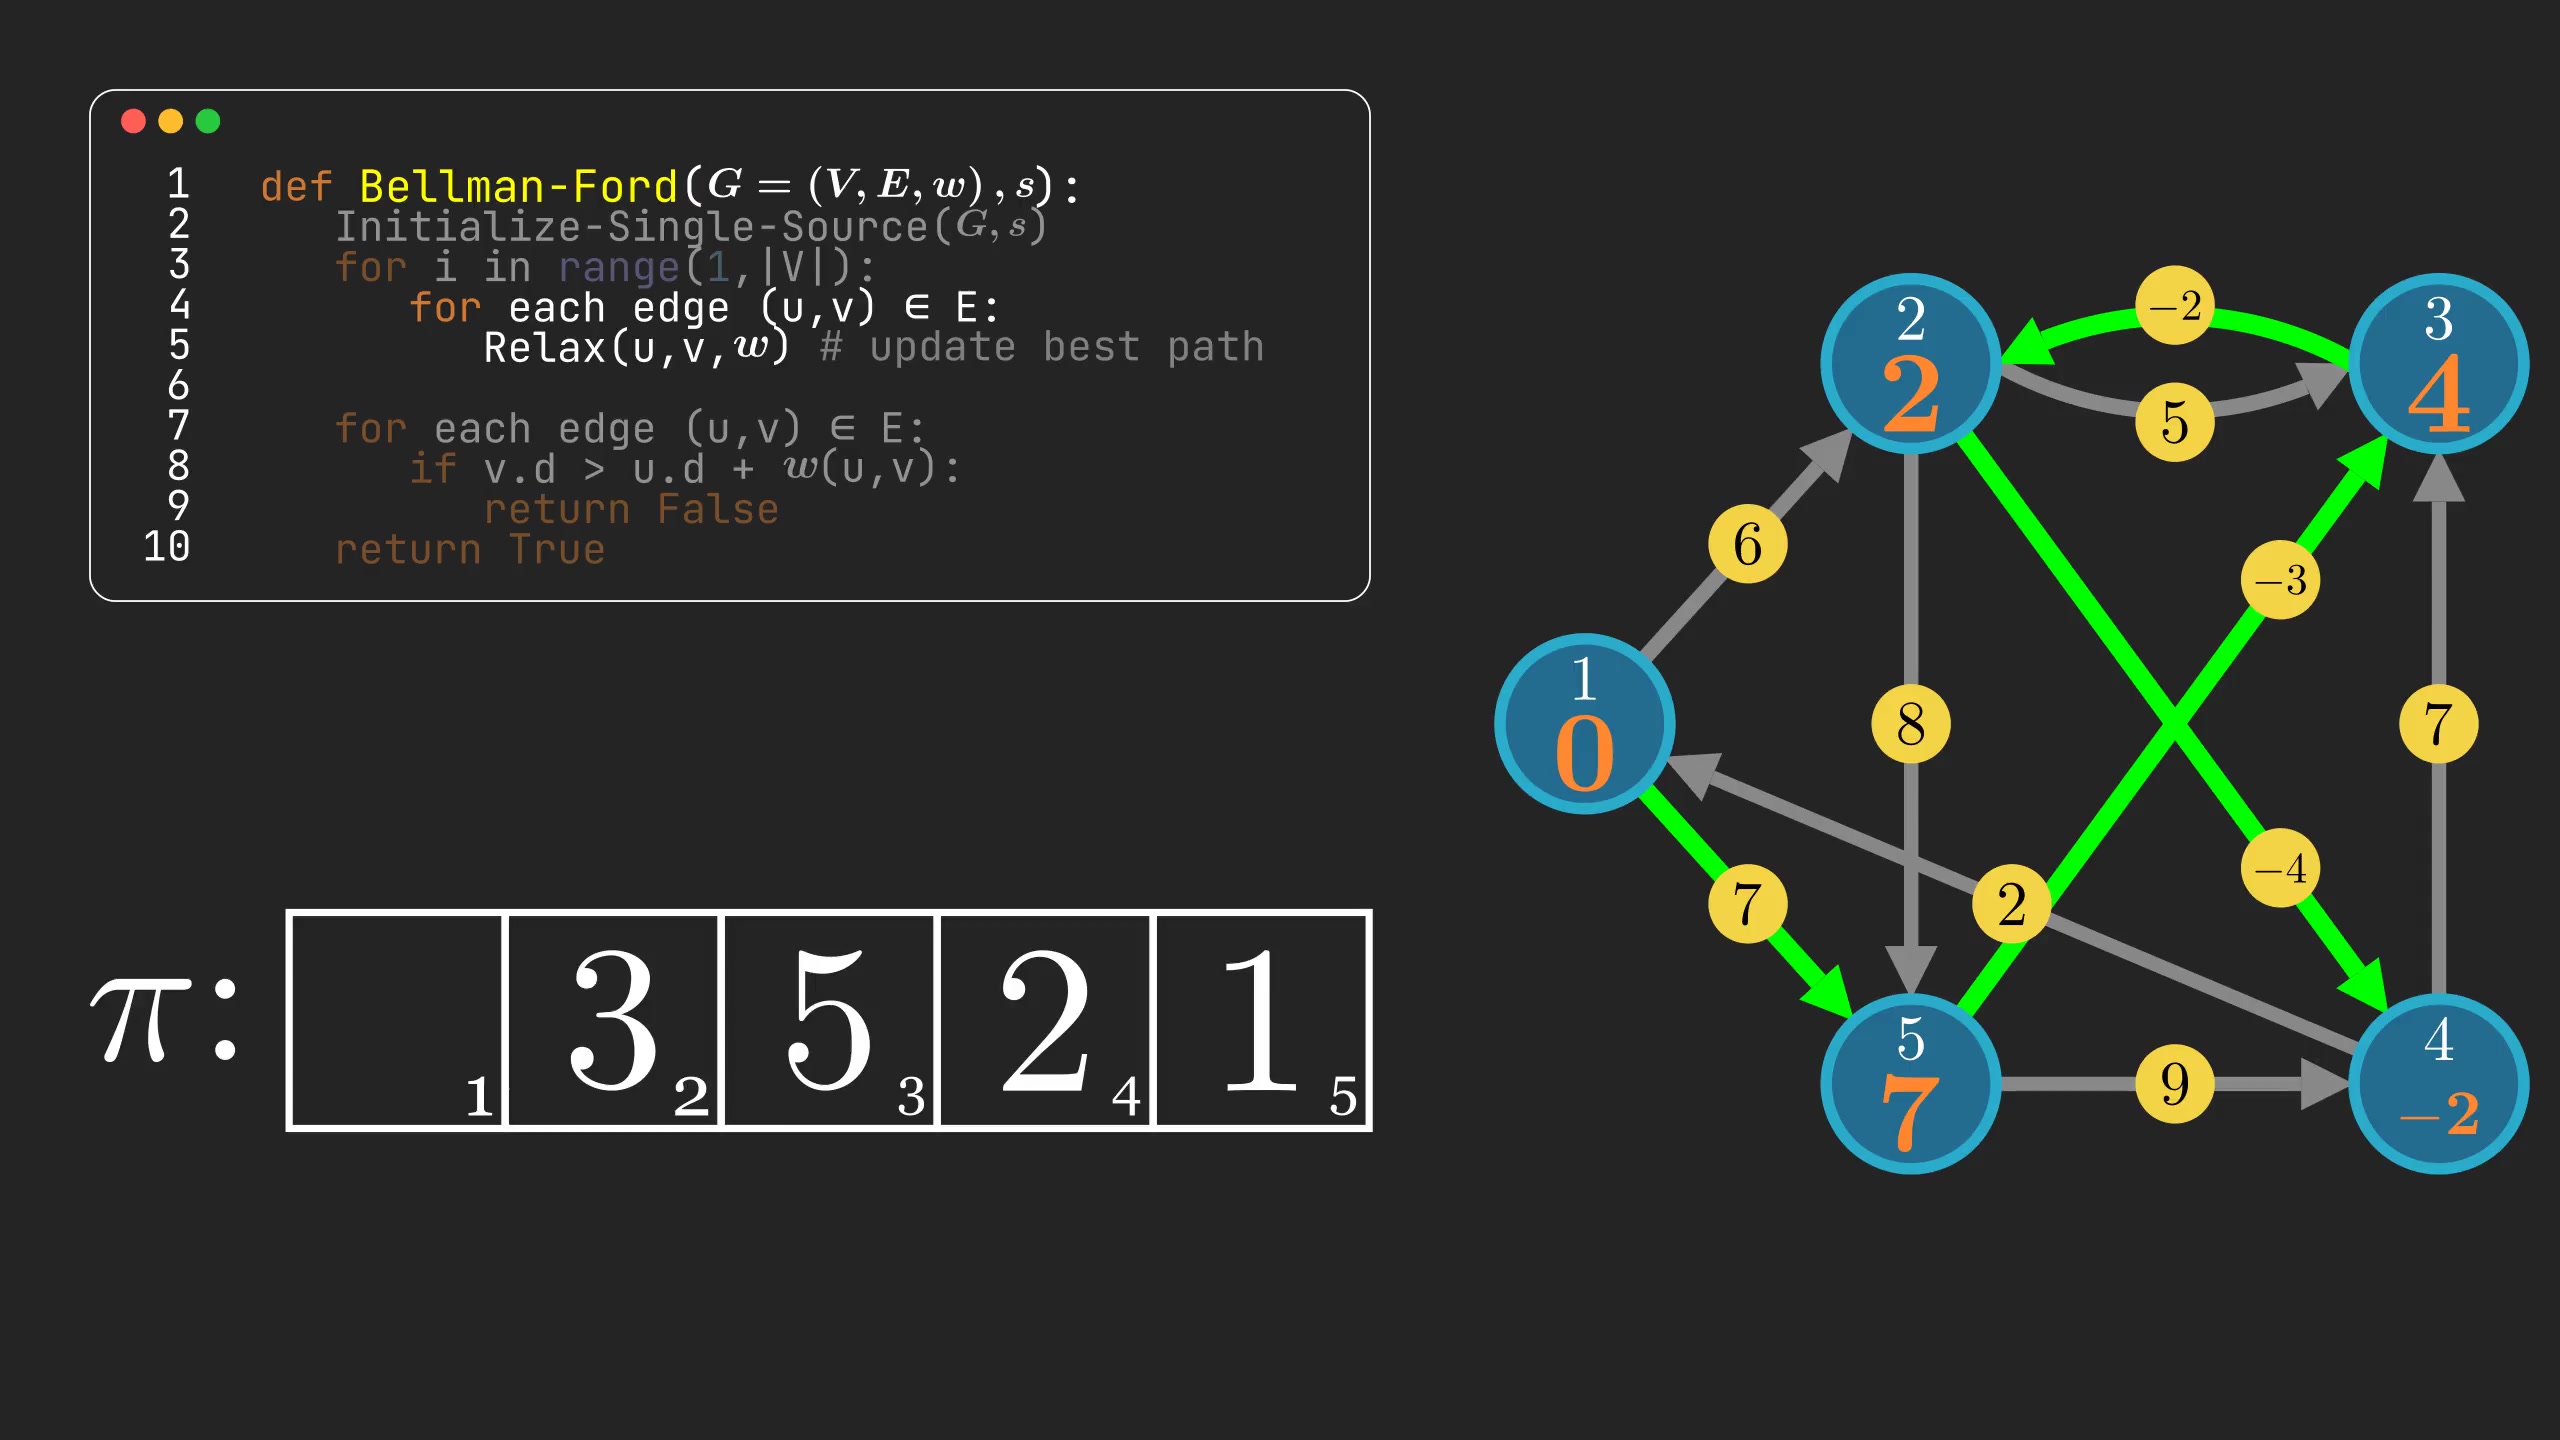 1 def Bellman-Ford(G = (V, E, w), s):
2 Initialize-Single-Source(G, s)
3 for i in range(1,|V|):
4 for each edge (u,v) ∈ E:
5 Relax(u,v,w) # update best path
6
7 for each edge (u,v) ∈ E:
8 if v.d > u.d + w(u,v):
9 return False
10 return True
π: 1 3 2 5 3 2 4 1 5
−2
2 3
2 4
5
6
−3
1
0
8 7
−4
7 2
5 4
7 9 −2